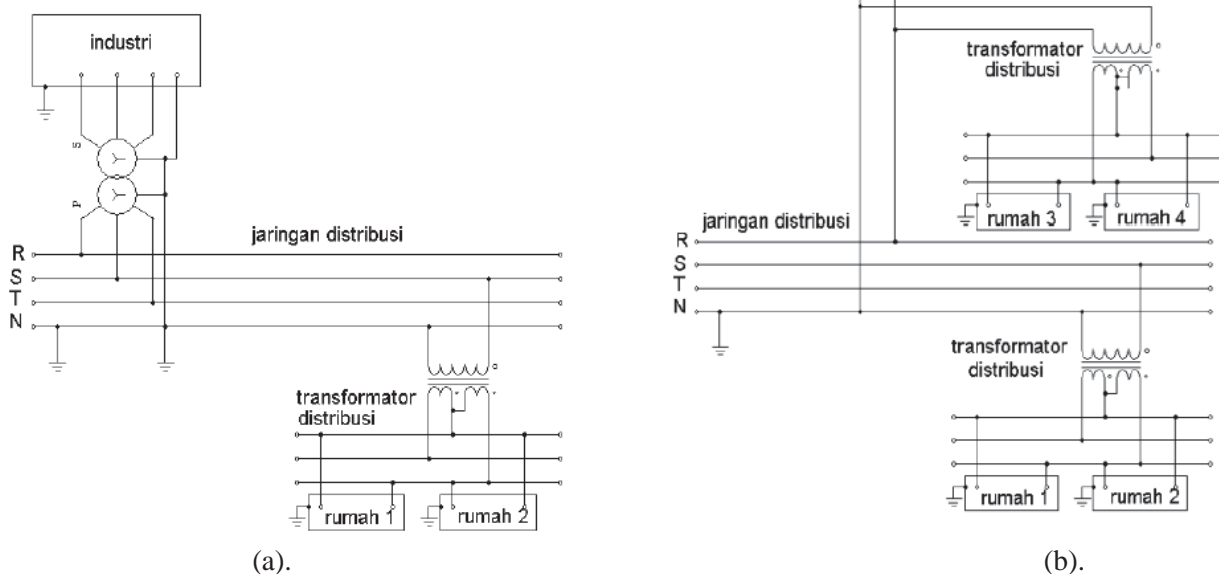 industri
S
P
jaringan distribusi
R
S
T
N
transformator
distribusi
rumah 1
rumah 2
(a).
transformator
distribusi
rumah 3
rumah 4
jaringan distribusi
R
S
T
N
transformator
distribusi
rumah 1
rumah 2
(b).